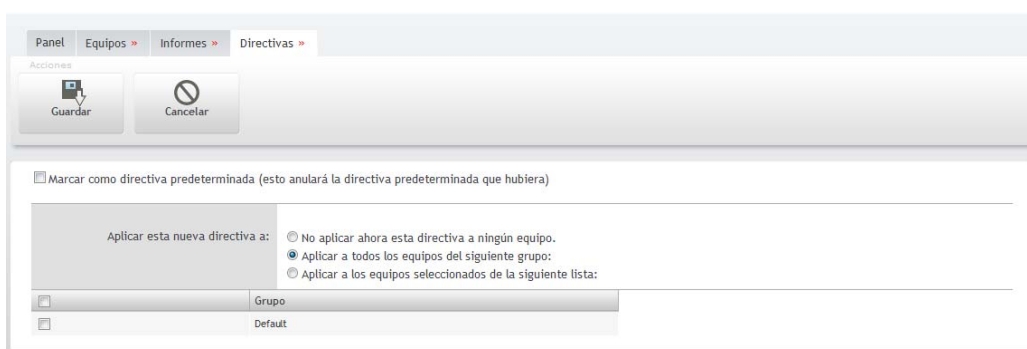 Panel Equipos » Informes » Directivas »
Acciones
Guardar Cancelar
Marcar como directiva predeterminada (esto anulará la directiva predeterminada que hubiera)
Aplicar esta nueva directiva a:
No aplicar ahora esta directiva a ningún equipo.
Aplicar a todos los equipos del siguiente grupo:
Aplicar a los equipos seleccionados de la siguiente lista:
Grupo
Default